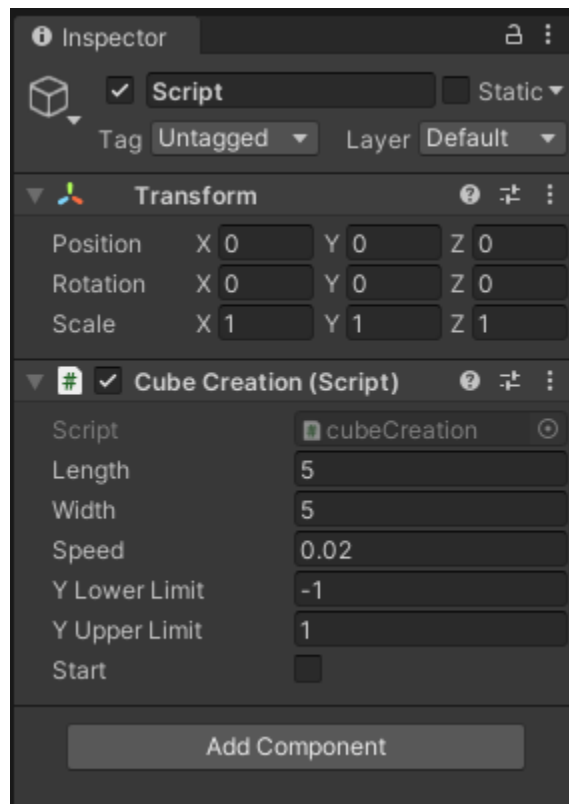 Inspector
Script Static
Tag Untagged Layer Default
Transform
Position X 0 Y 0 Z 0
Rotation X 0 Y 0 Z 0
Scale X 1 Y 1 Z 1
# Cube Creation (Script)
Script # cubeCreation
Length 5
Width 5
Speed 0.02
Y Lower Limit -1
Y Upper Limit 1
Start
Add Component